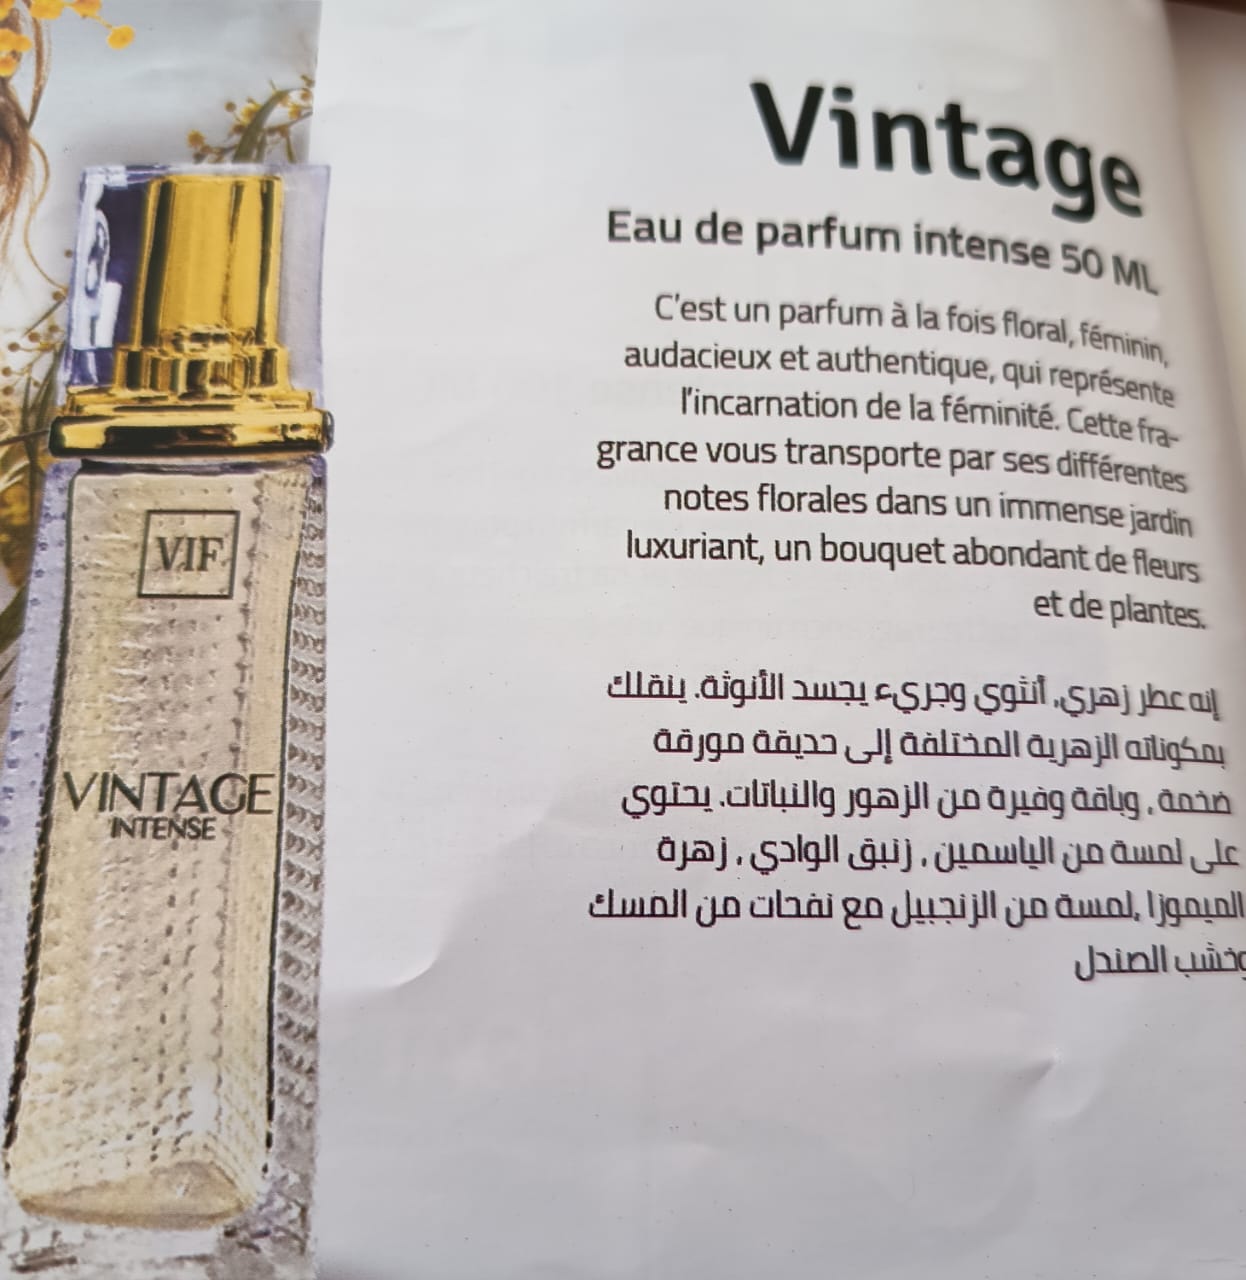 Vintage
Eau de parfum intense 50 ML
C'est un parfum à la fois floral, féminin,
audacieux et authentique, qui représente
l'incarnation de la féminité. Cette fra-
grance vous transporte par ses différentes
notes florales dans un immense jardin
luxuriant, un bouquet abondant de fleurs
et de plantes.
إنه عطر زهري, أنثوي وجريء يجسد الأنوثة. ينقلك
بمكوناته الزهرية المختلفة إلى حديقة مورقة
ضخمة , وباقة وفيرة من الزهور والنباتات. يحتوي
على لمسة من الياسمين , زنبق الوادي , زهرة
الميموزا ,لمسة من الزنجبيل مع نفحات من المسك
وخشب الصندل
VIF
VINTAGE
INTENSE